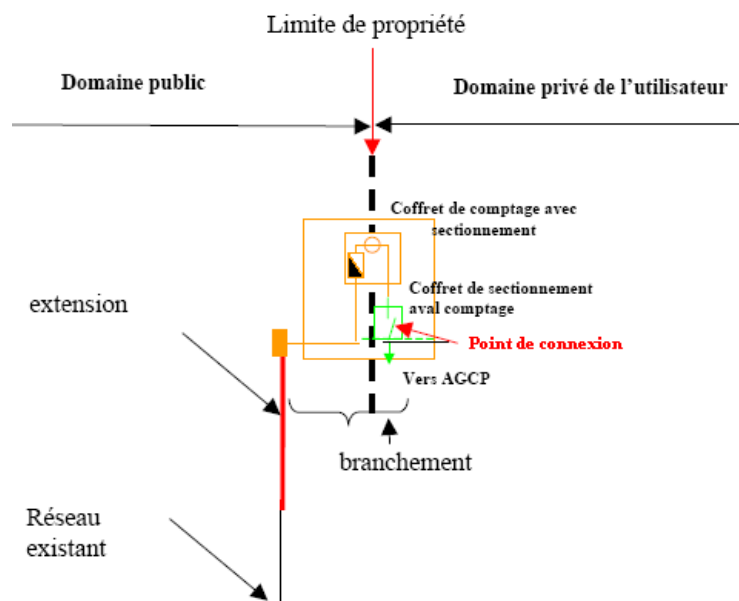 Limite de propriété
Domaine public
Domaine privé de l’utilisateur
Coffret de comptage avec
sectionnement
Coffret de sectionnement
aval comptage
extension
Point de connexion
Vers AGCP
branchement
Réseau
existant